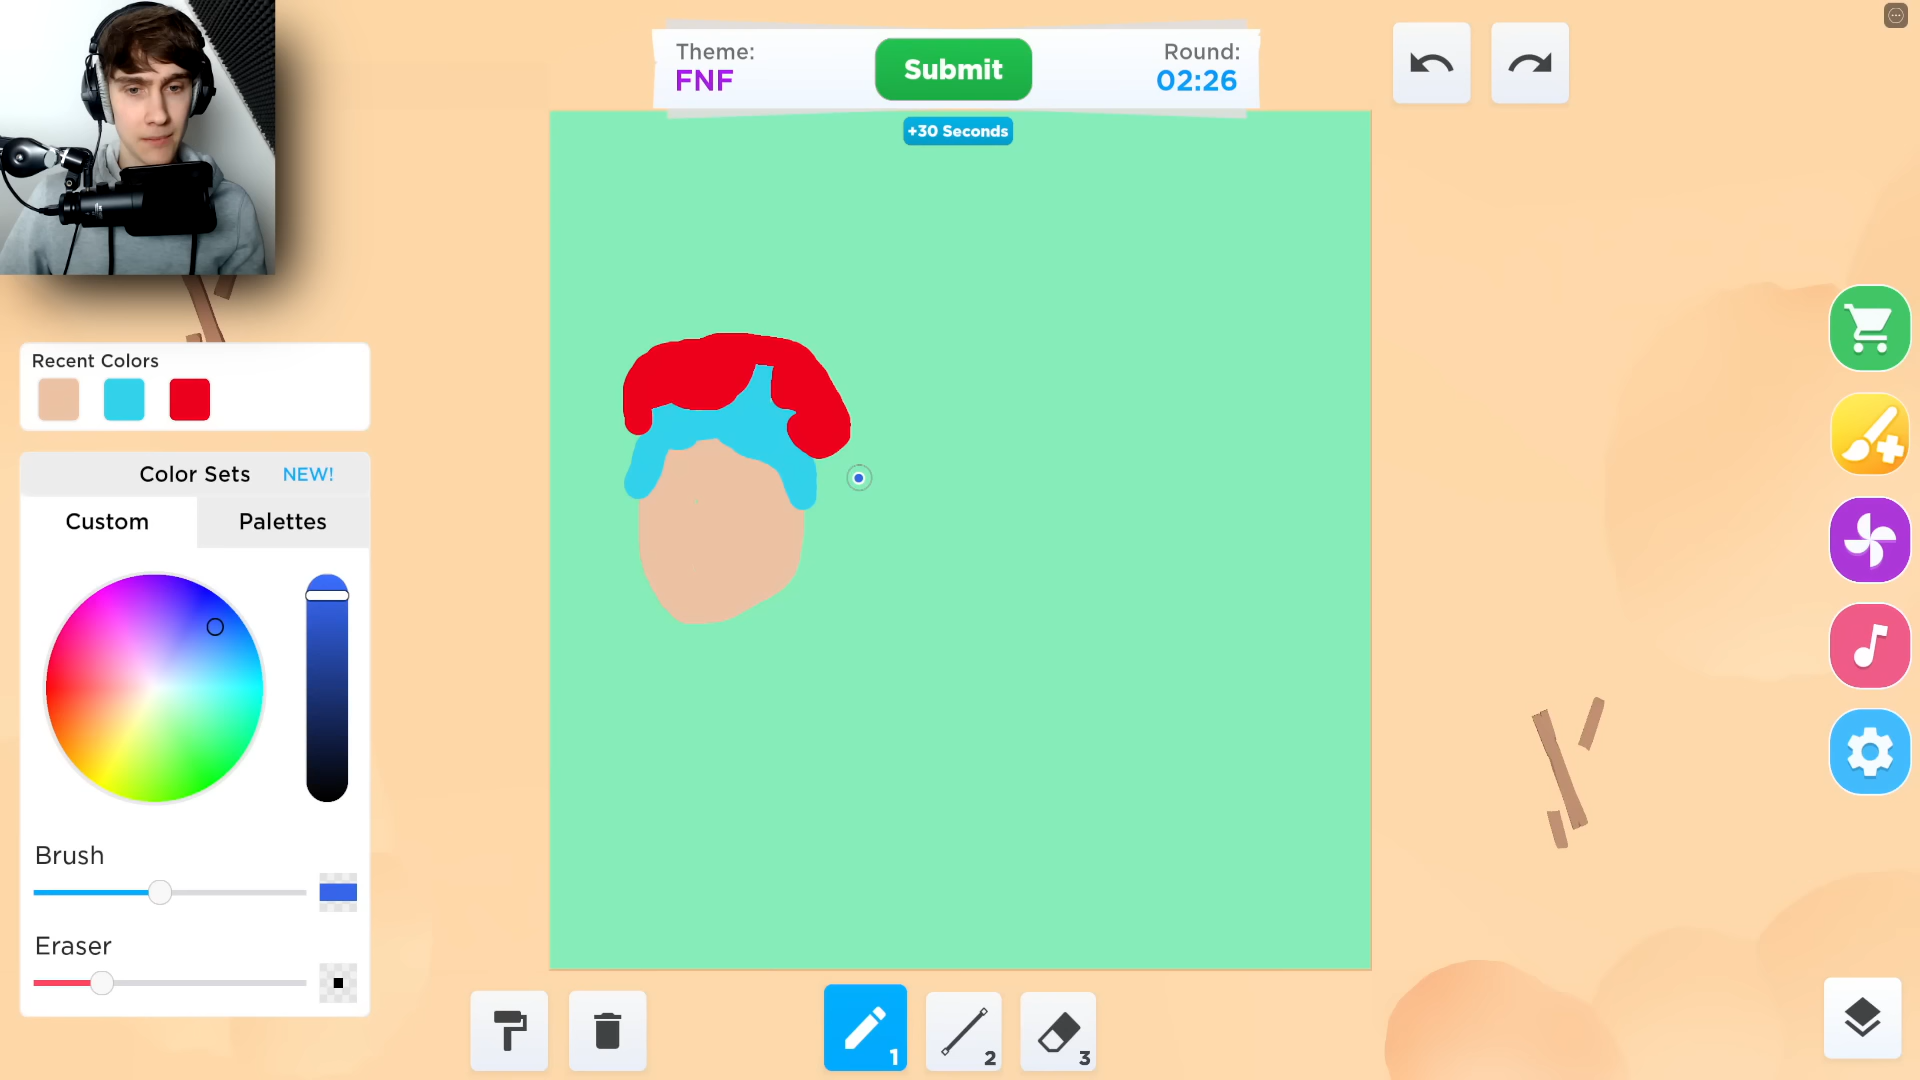 Theme:
FNF
Submit
Round:
02:26
+30 Seconds
Recent Colors
Color Sets NEW!
Custom Palettes
Brush
Eraser
1
2
3